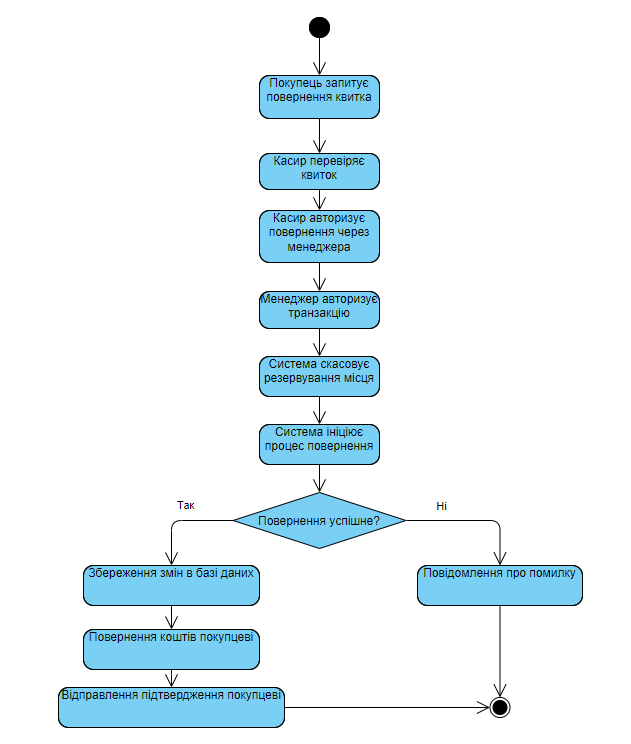 Покупець запитує
повернення квитка
Касир перевіряє
квиток
Касир авторизує
повернення через
менеджера
Менеджер авторизує
транзакцію
Система скасовує
резервування місця
Система ініціює
процес повернення
Так
Ні
Повернення успішне?
Збереження змін в базі даних
Повідомлення про помилку
Повернення коштів покупцеві
Відправлення підтвердження покупцеві